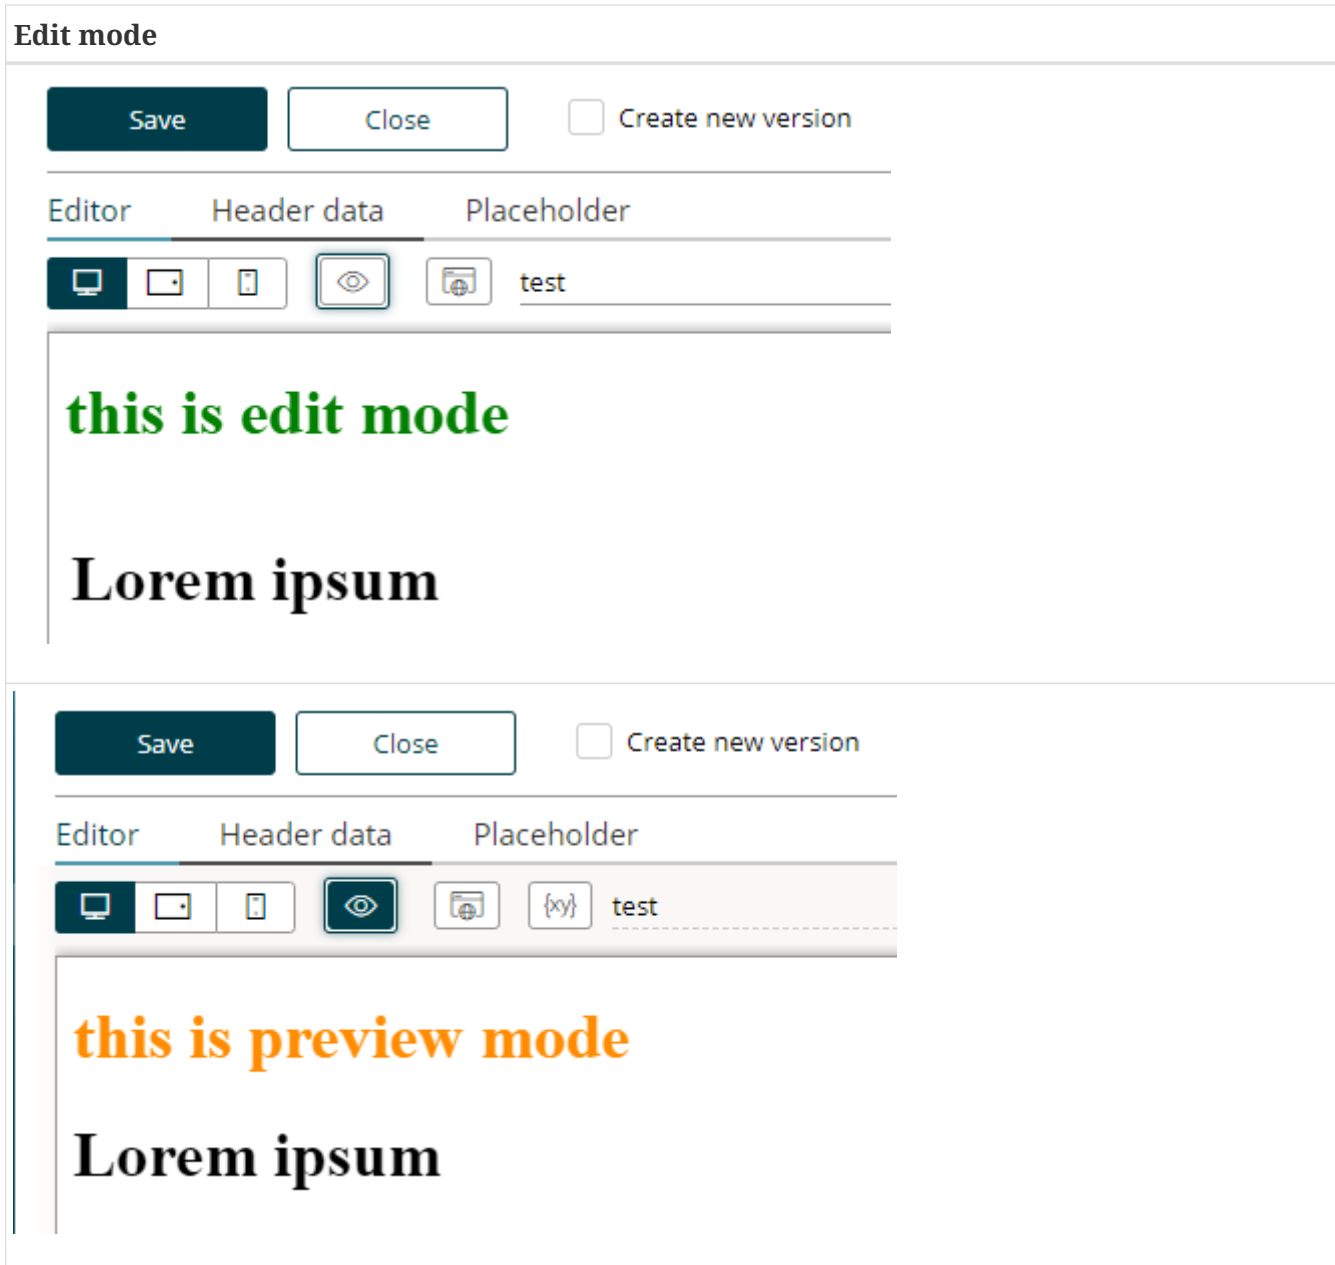 Edit mode
Save Close Create new version
Editor Header data Placeholder
test
this is edit mode
Lorem ipsum
Save Close Create new version
Editor Header data Placeholder
{xy} test
this is preview mode
Lorem ipsum